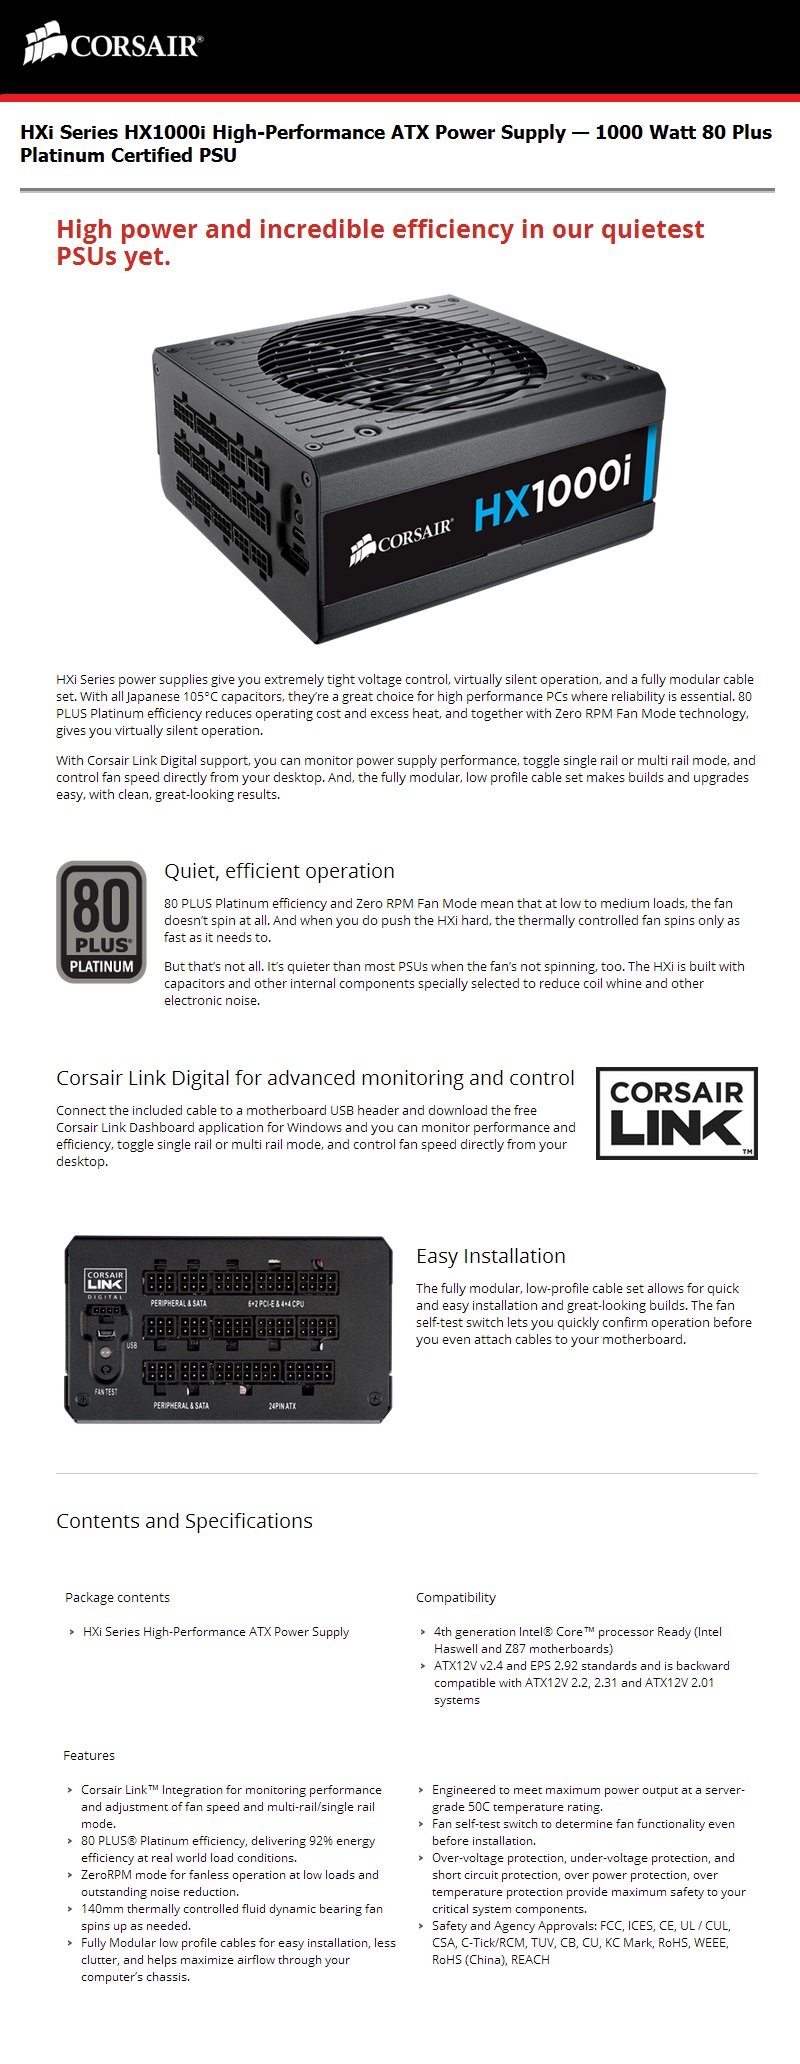 CORSAIR®
HXi Series HX1000i High-Performance ATX Power Supply — 1000 Watt 80 Plus
Platinum Certified PSU
High power and incredible efficiency in our quietest
PSUs yet.
HX1000i
CORSAIR
HXi Series power supplies give you extremely tight voltage control, virtually silent operation, and a fully modular cable
set. With all Japanese 105°C capacitors, they’re a great choice for high performance PCs where reliability is essential. 80
PLUS Platinum efficiency reduces operating cost and excess heat, and together with Zero RPM Fan Mode technology,
gives you virtually silent operation.
With Corsair Link Digital support, you can monitor power supply performance, toggle single rail or multi rail mode, and
control fan speed directly from your desktop. And, the fully modular, low profile cable set makes builds and upgrades
easy, with clean, great-looking results.
80
PLUS®
PLATINUM
Quiet, efficient operation
80 PLUS Platinum efficiency and Zero RPM Fan Mode mean that at low to medium loads, the fan
doesn’t spin at all. And when you do push the HXi hard, the thermally controlled fan spins only as
fast as it needs to.
But that’s not all. It’s quieter than most PSUs when the fan’s not spinning, too. The HXi is built with
capacitors and other internal components specially selected to reduce coil whine and other
electronic noise.
Corsair Link Digital for advanced monitoring and control
Connect the included cable to a motherboard USB header and download the free
Corsair Link Dashboard application for Windows and you can monitor performance and
efficiency, toggle single rail or multi rail mode, and control fan speed directly from your
desktop.
CORSAIR
LINK™
CORSAIR
LINK
DIGITAL
PERIPHERAL & SATA
6+2 PCI-E & 4+4 CPU
USB
FAN TEST
PERIPHERAL & SATA
24PIN ATX
Easy Installation
The fully modular, low-profile cable set allows for quick
and easy installation and great-looking builds. The fan
self-test switch lets you quickly confirm operation before
you even attach cables to your motherboard.
Contents and Specifications
Package contents
HXi Series High-Performance ATX Power Supply
Compatibility
4th generation Intel® Core™ processor Ready (Intel
Haswell and Z87 motherboards)
ATX12V v2.4 and EPS 2.92 standards and is backward
compatible with ATX12V 2.2, 2.31 and ATX12V 2.01
systems
Features
Corsair Link™ Integration for monitoring performance
and adjustment of fan speed and multi-rail/single rail
mode.
80 PLUS® Platinum efficiency, delivering 92% energy
efficiency at real world load conditions.
ZeroRPM mode for fanless operation at low loads and
outstanding noise reduction.
140mm thermally controlled fluid dynamic bearing fan
spins up as needed.
Fully Modular low profile cables for easy installation, less
clutter, and helps maximize airflow through your
computer’s chassis.
Engineered to meet maximum power output at a server-
grade 50C temperature rating.
Fan self-test switch to determine fan functionality even
before installation.
Over-voltage protection, under-voltage protection, and
short circuit protection, over power protection, over
temperature protection provide maximum safety to your
critical system components.
Safety and Agency Approvals: FCC, ICES, CE, UL / CUL,
CSA, C-Tick/RCM, TUV, CB, CU, KC Mark, RoHS, WEEE,
RoHS (China), REACH